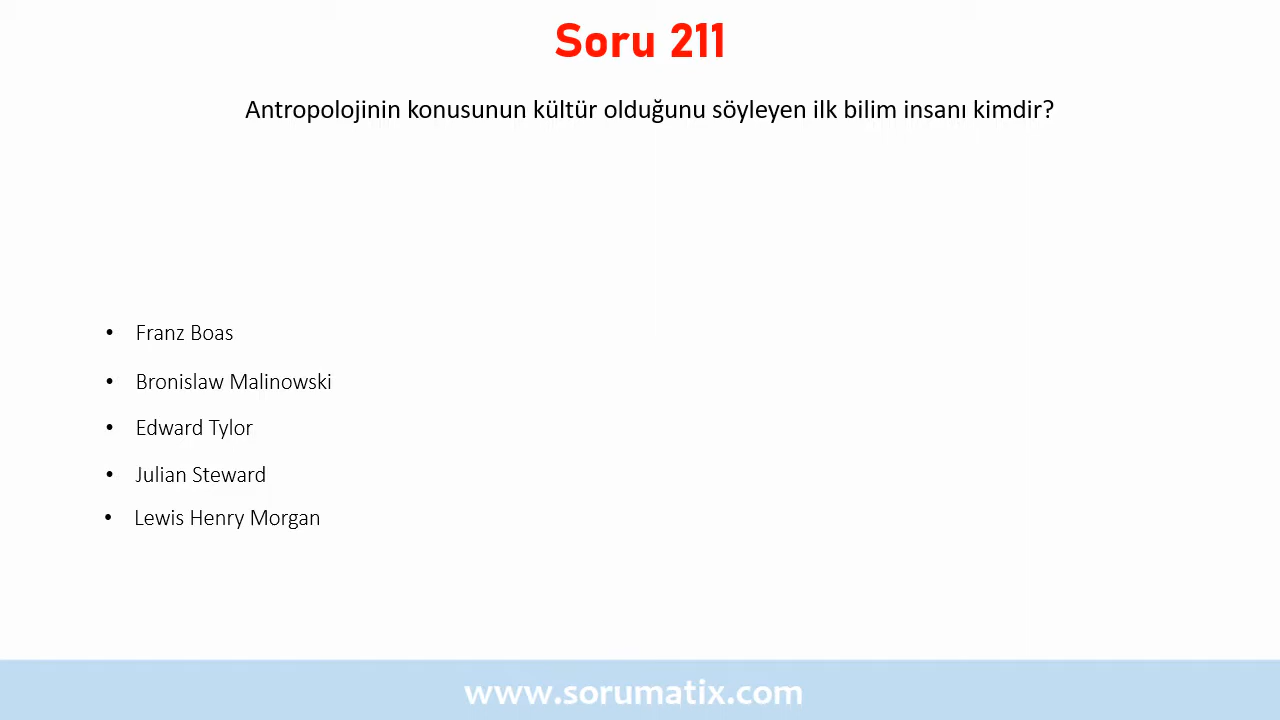 Soru 211
Antropolojinin konusunun kültür olduğunu söyleyen ilk bilim insanı kimdir?
• Franz Boas
• Bronislaw Malinowski
• Edward Tylor
• Julian Steward
• Lewis Henry Morgan
www.sorumatix.com